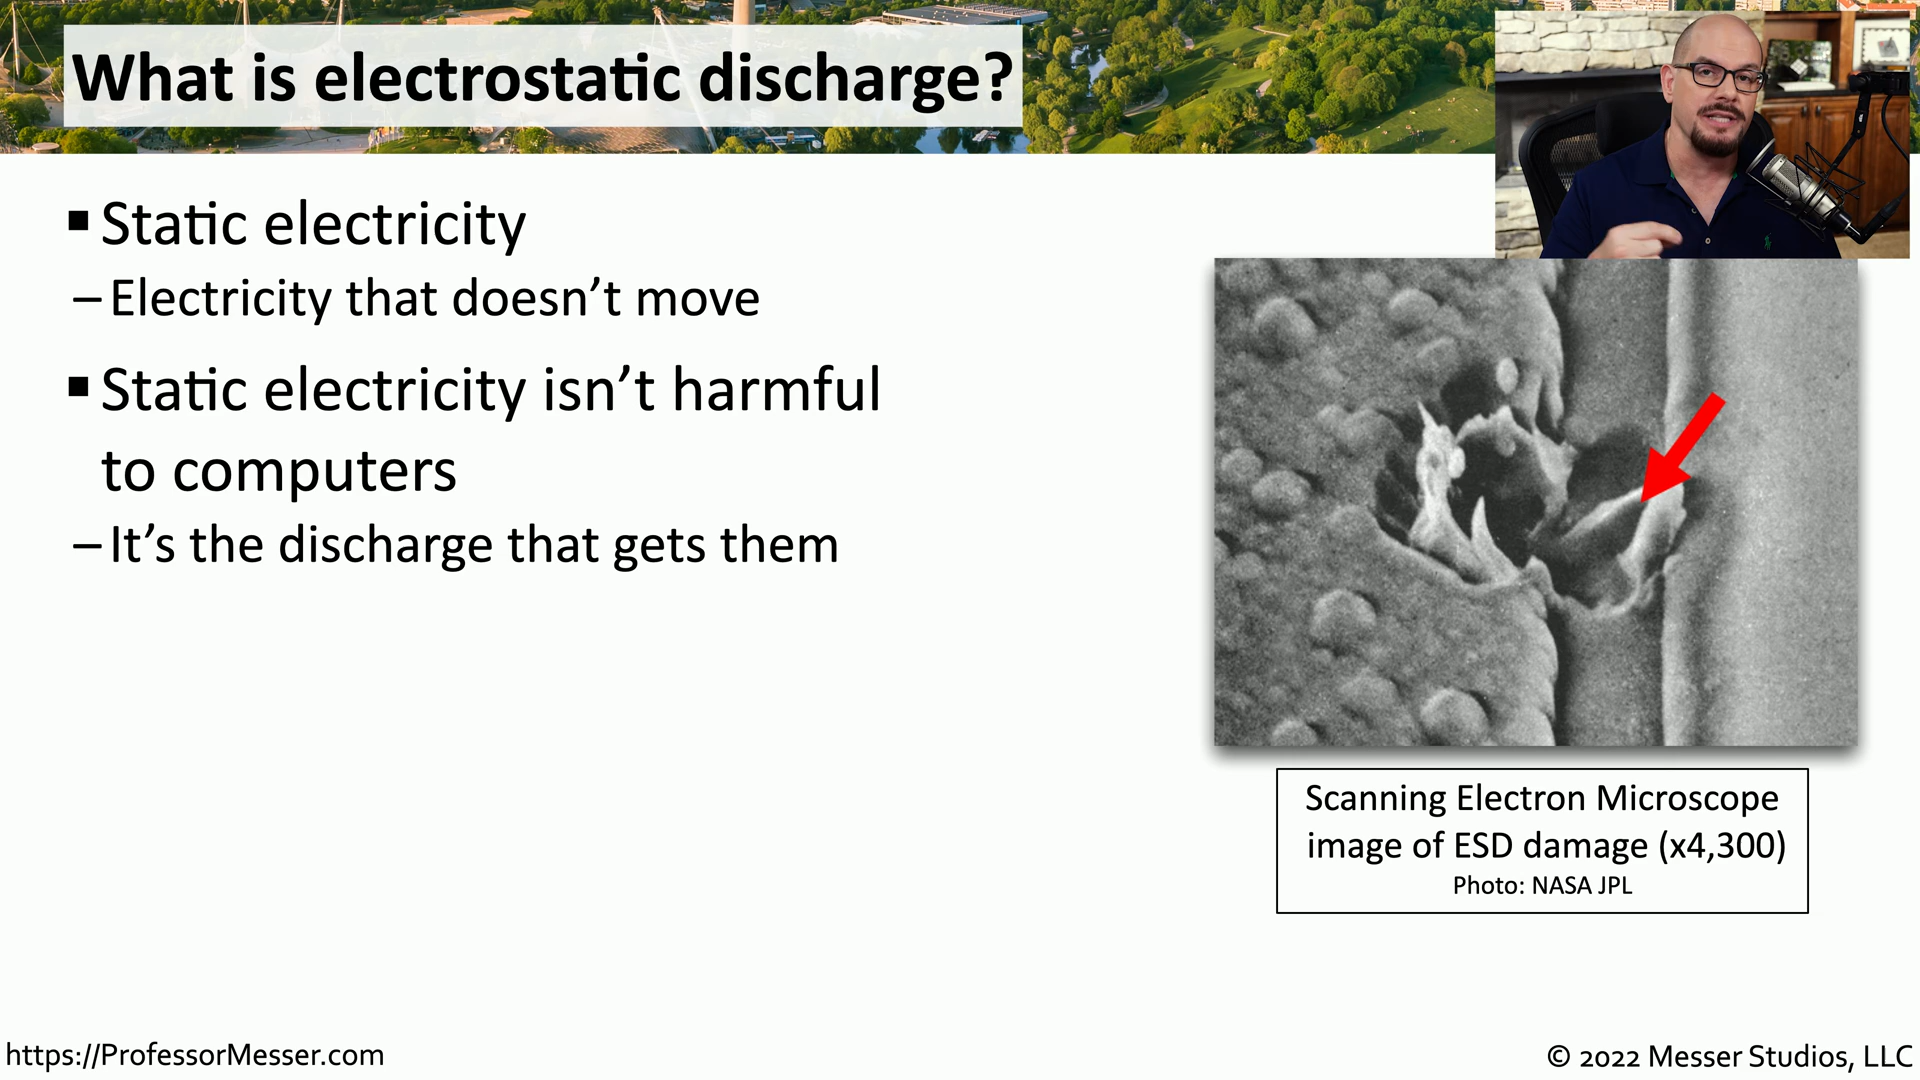 What is electrostatic discharge?
▪ Static electricity
– Electricity that doesn’t move
▪ Static electricity isn’t harmful
to computers
– It’s the discharge that gets them
Scanning Electron Microscope
image of ESD damage (x4,300)
Photo: NASA JPL
https://ProfessorMesser.com
© 2022 Messer Studios, LLC